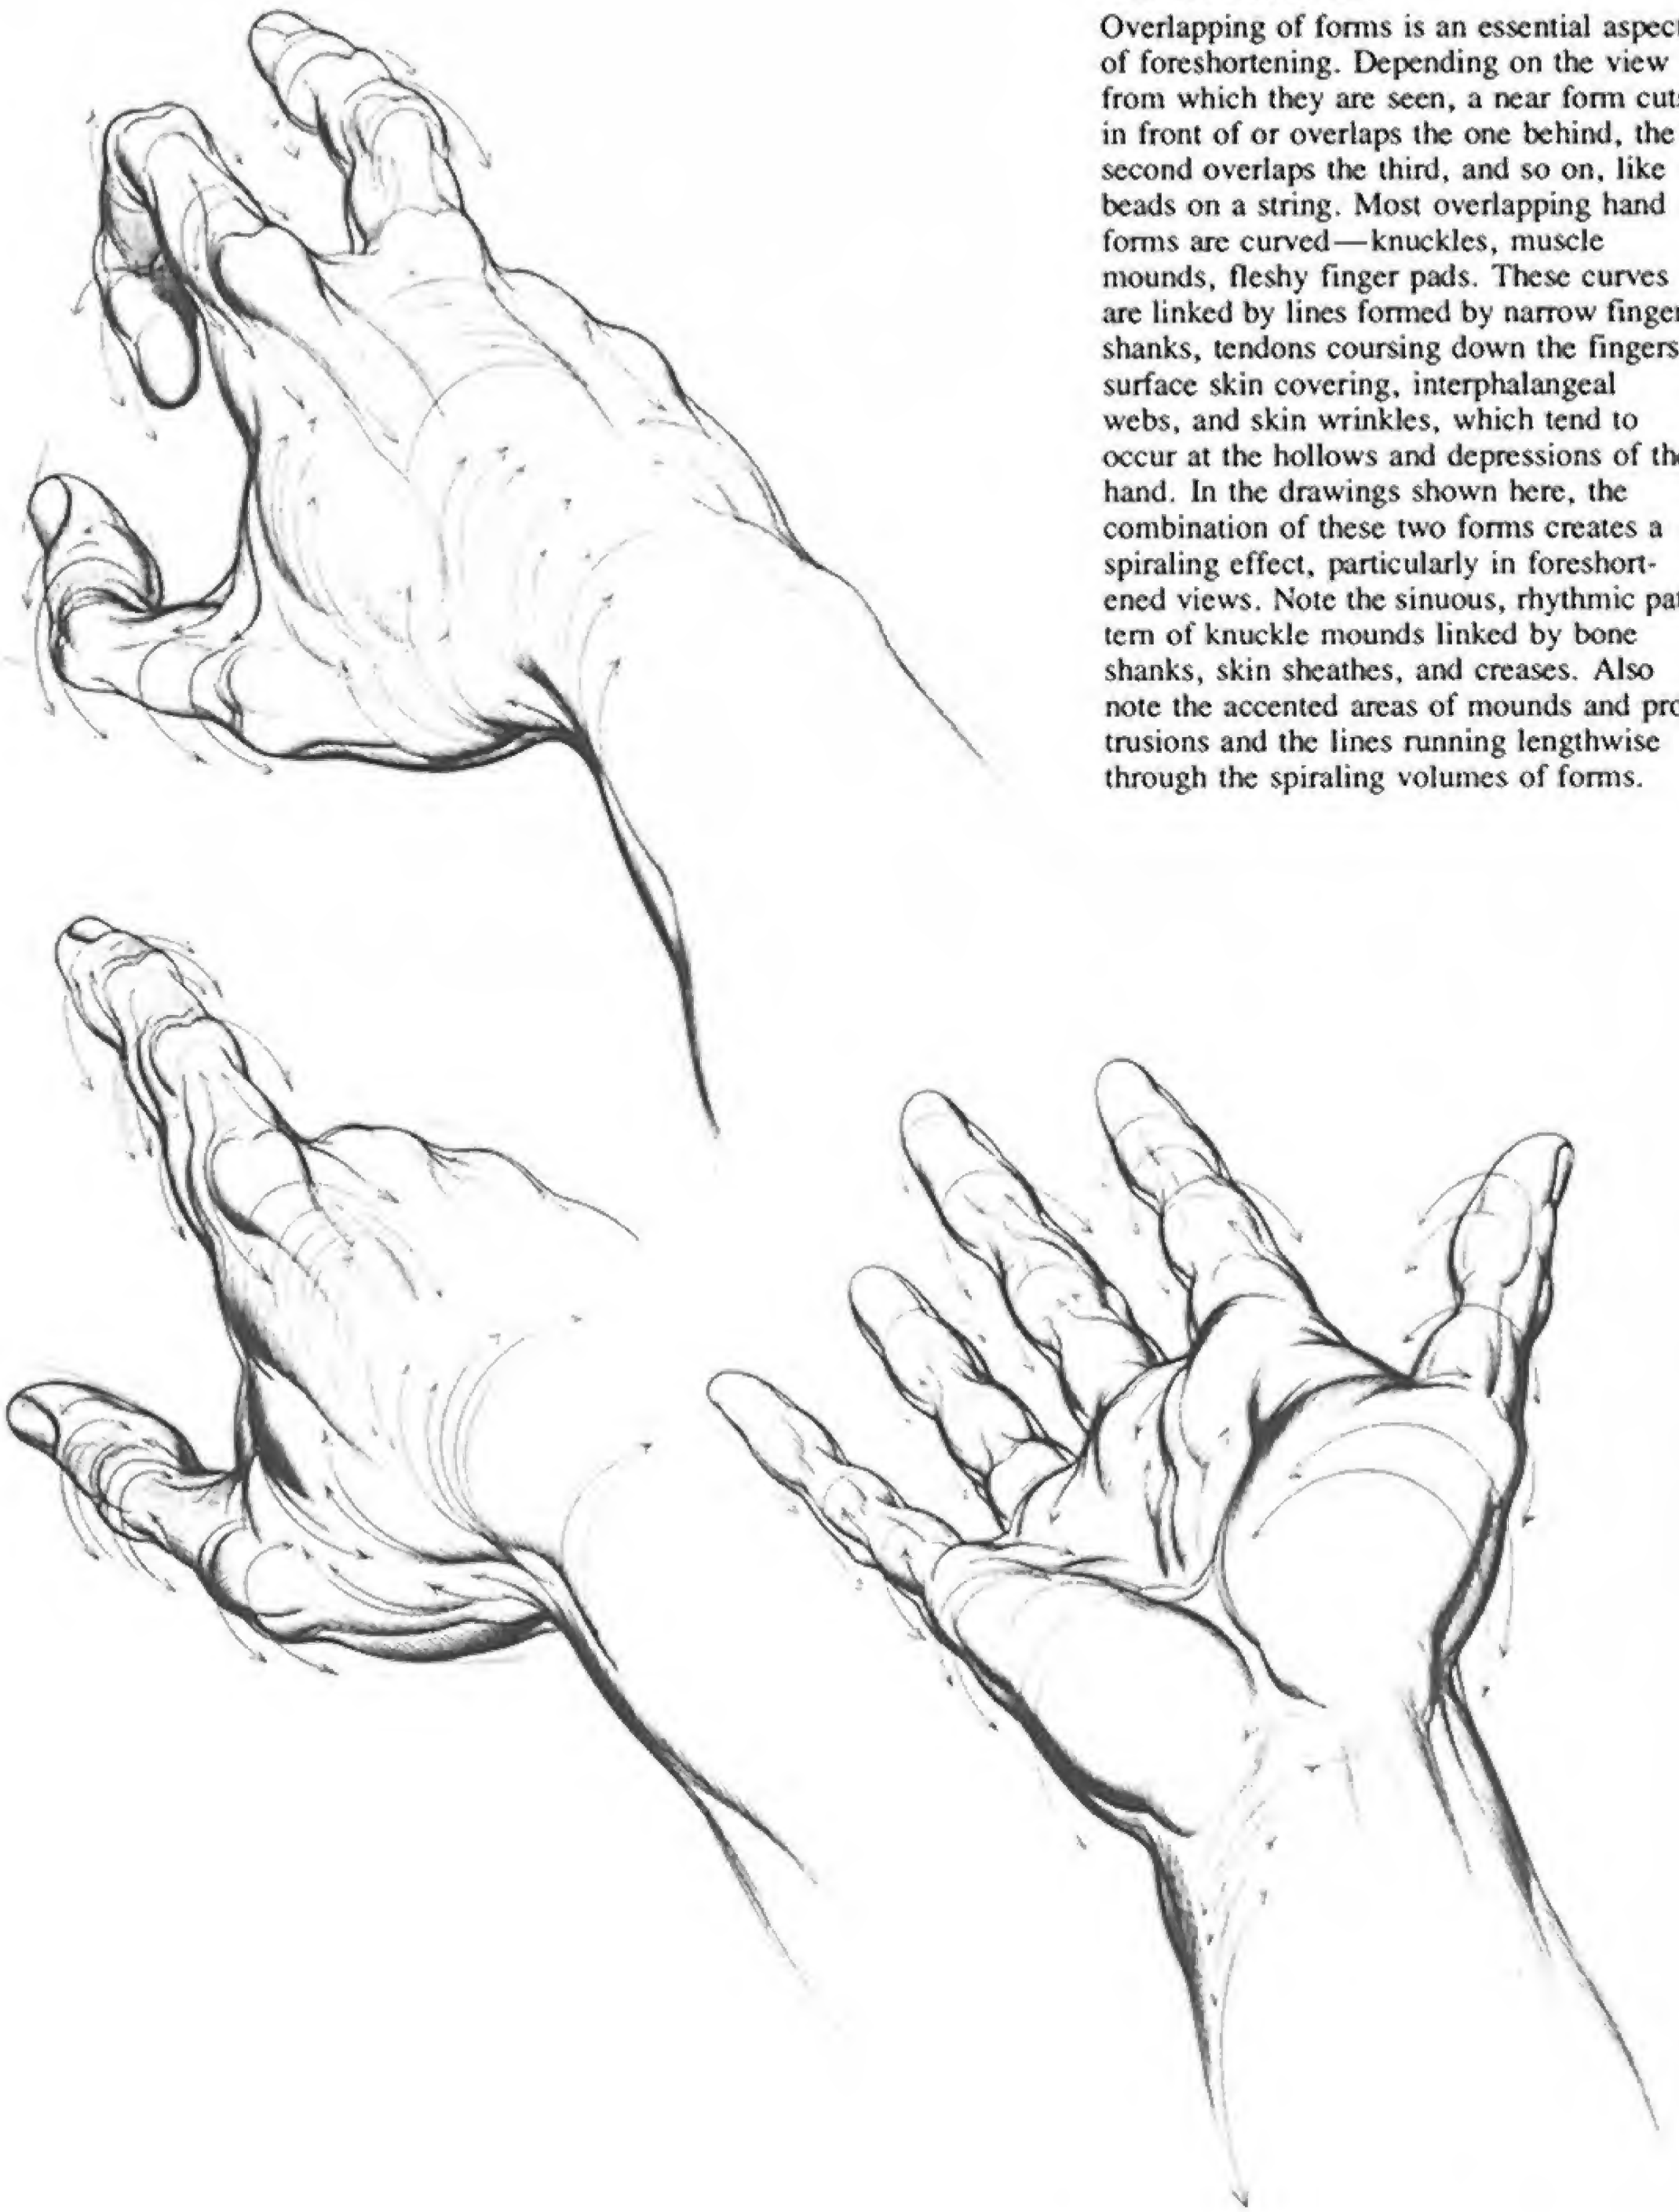 Overlapping of forms is an essential aspect
of foreshortening. Depending on the view
from which they are seen, a near form cuts
in front of or overlaps the one behind, the
second overlaps the third, and so on, like
beads on a string. Most overlapping hand
forms are curved—knuckles, muscle
mounds, fleshy finger pads. These curves
are linked by lines formed by narrow finger
shanks, tendons coursing down the fingers
surface skin covering, interphalangeal
webs, and skin wrinkles, which tend to
occur at the hollows and depressions of the
hand. In the drawings shown here, the
combination of these two forms creates a
spiraling effect, particularly in foreshort-
ened views. Note the sinuous, rhythmic pat
tern of knuckle mounds linked by bone
shanks, skin sheathes, and creases. Also
note the accented areas of mounds and pro
trusions and the lines running lengthwise
through the spiraling volumes of forms.